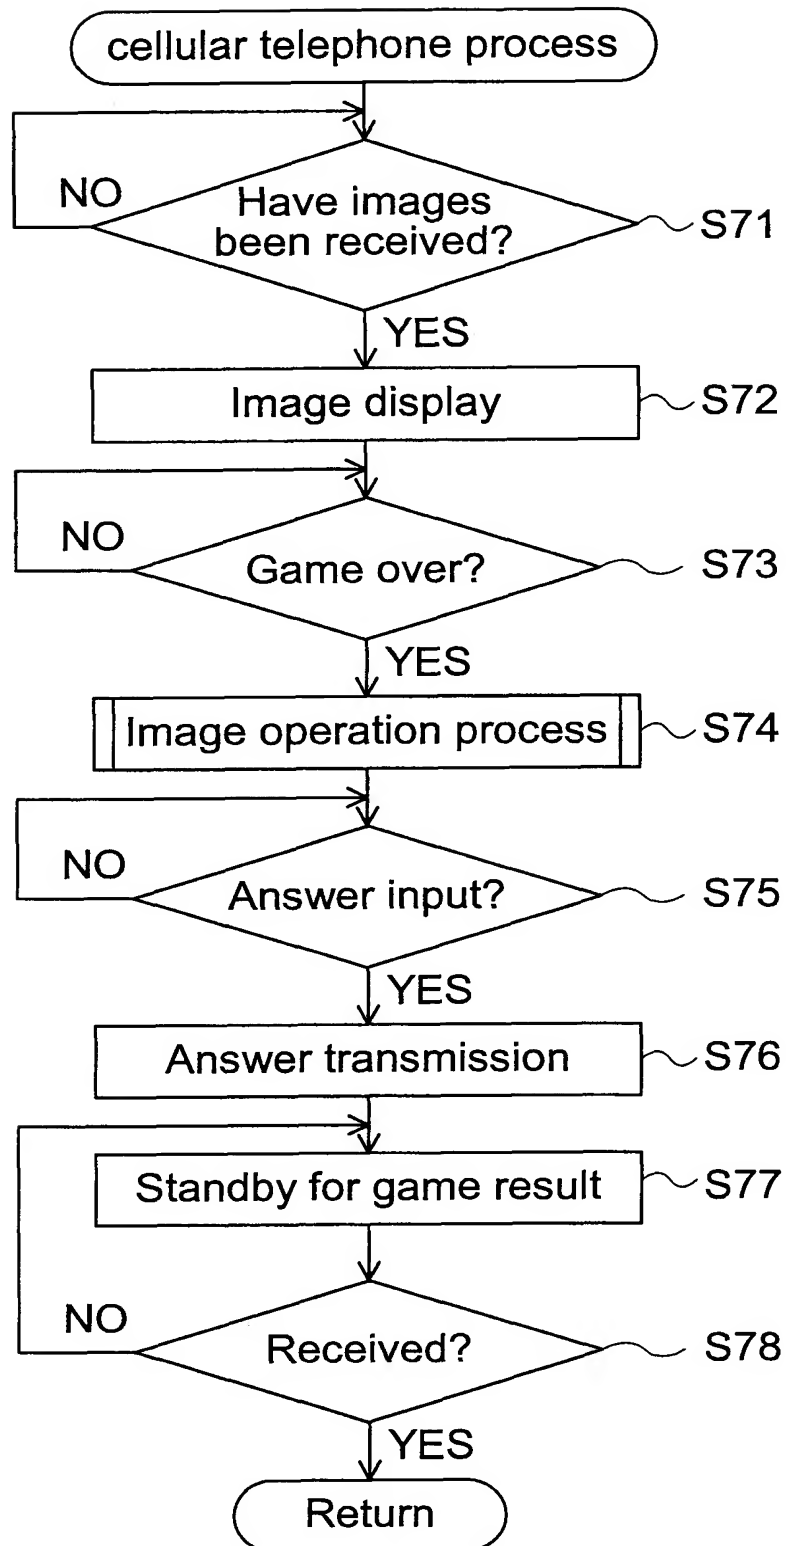 cellular telephone process
NO
Have images
been received?
S71
YES
Image display
S72
NO
Game over?
S73
YES
Image operation process
S74
NO
Answer input?
S75
YES
Answer transmission
S76
Standby for game result
S77
NO
Received?
S78
YES
Return